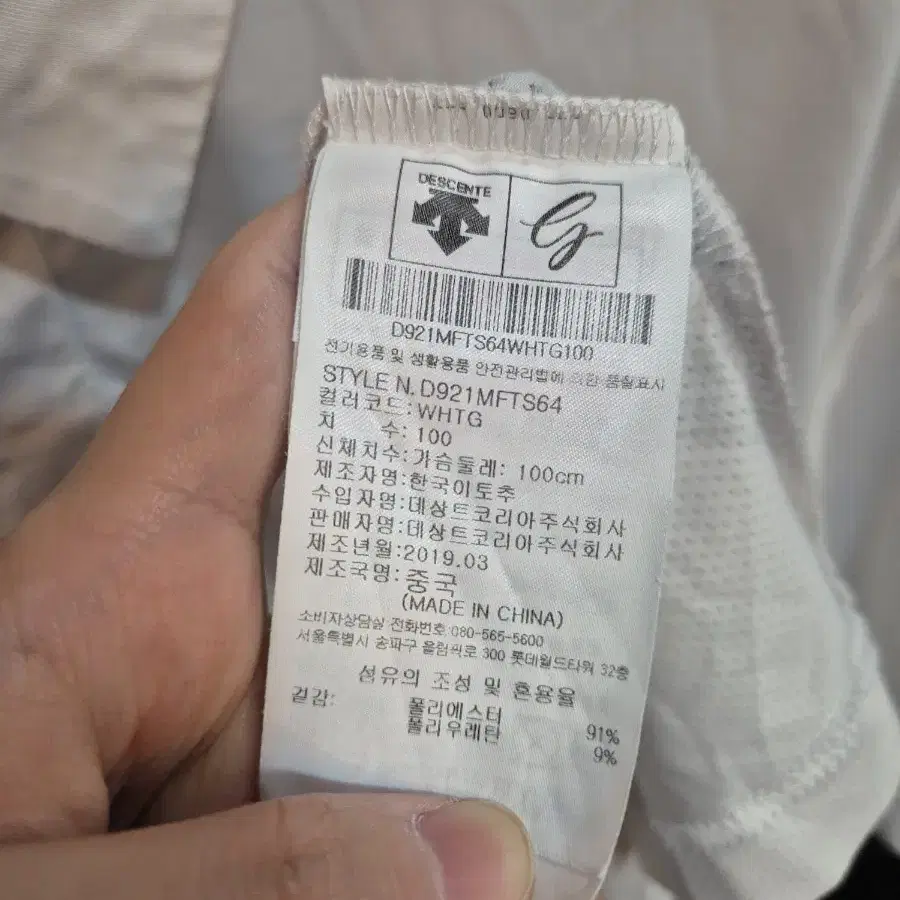 DESCENTE
D921MFTS64WHTG100
전기용품 및 생활용품 안전관리법에 의한 품질표시
STYLE N. D921MFTS64
컬러코드: WHTG
치 수: 100
신체치수: 가슴둘레: 100cm
제조자명: 한국이토추
수입자명: 데상트코리아주식회사
판매자명: 데상트코리아주식회사
제조년월: 2019.03
제조국명: 중국
(MADE IN CHINA)
소비자상담실 전화번호: 080-565-5600
서울특별시 송파구 올림픽로 300 롯데월드타워 32층
섬유의 조성 및 혼용율
겉감: 폴리에스터 91%
폴리우레탄 9%